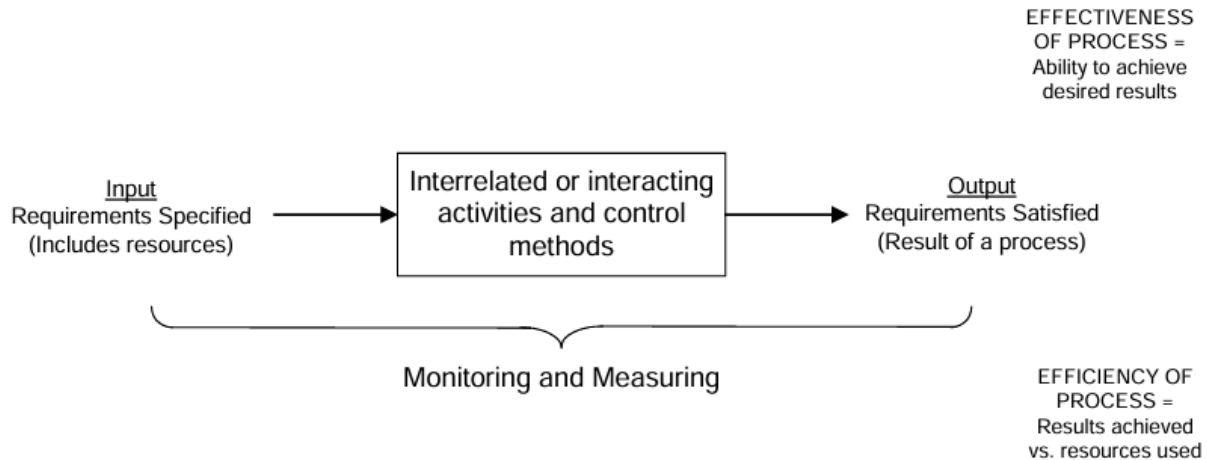 EFFECTIVENESS
OF PROCESS =
Ability to achieve
desired results
Input
Requirements Specified
(Includes resources)
Interrelated or interacting
activities and control
methods
Output
Requirements Satisfied
(Result of a process)
Monitoring and Measuring
EFFICIENCY OF
PROCESS =
Results achieved
vs. resources used